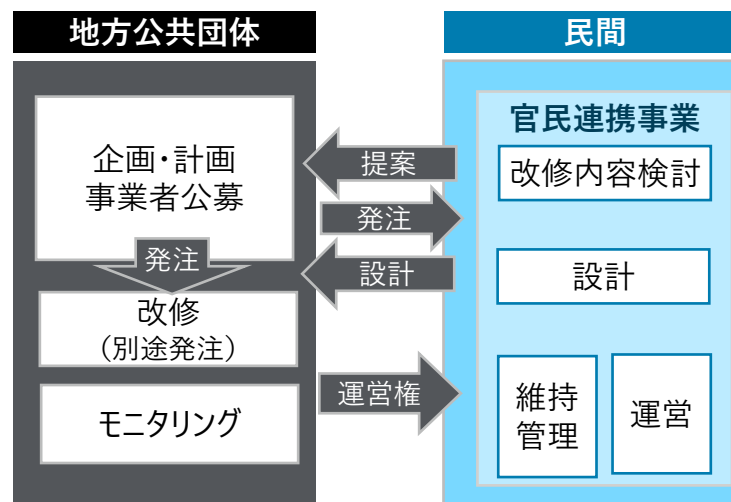 地方公共団体
民間
企画・計画
事業者公募
発注
改修
（別途発注）
モニタリング
提案
発注
設計
運営権
官民連携事業
改修内容検討
設計
維持
管理
運営